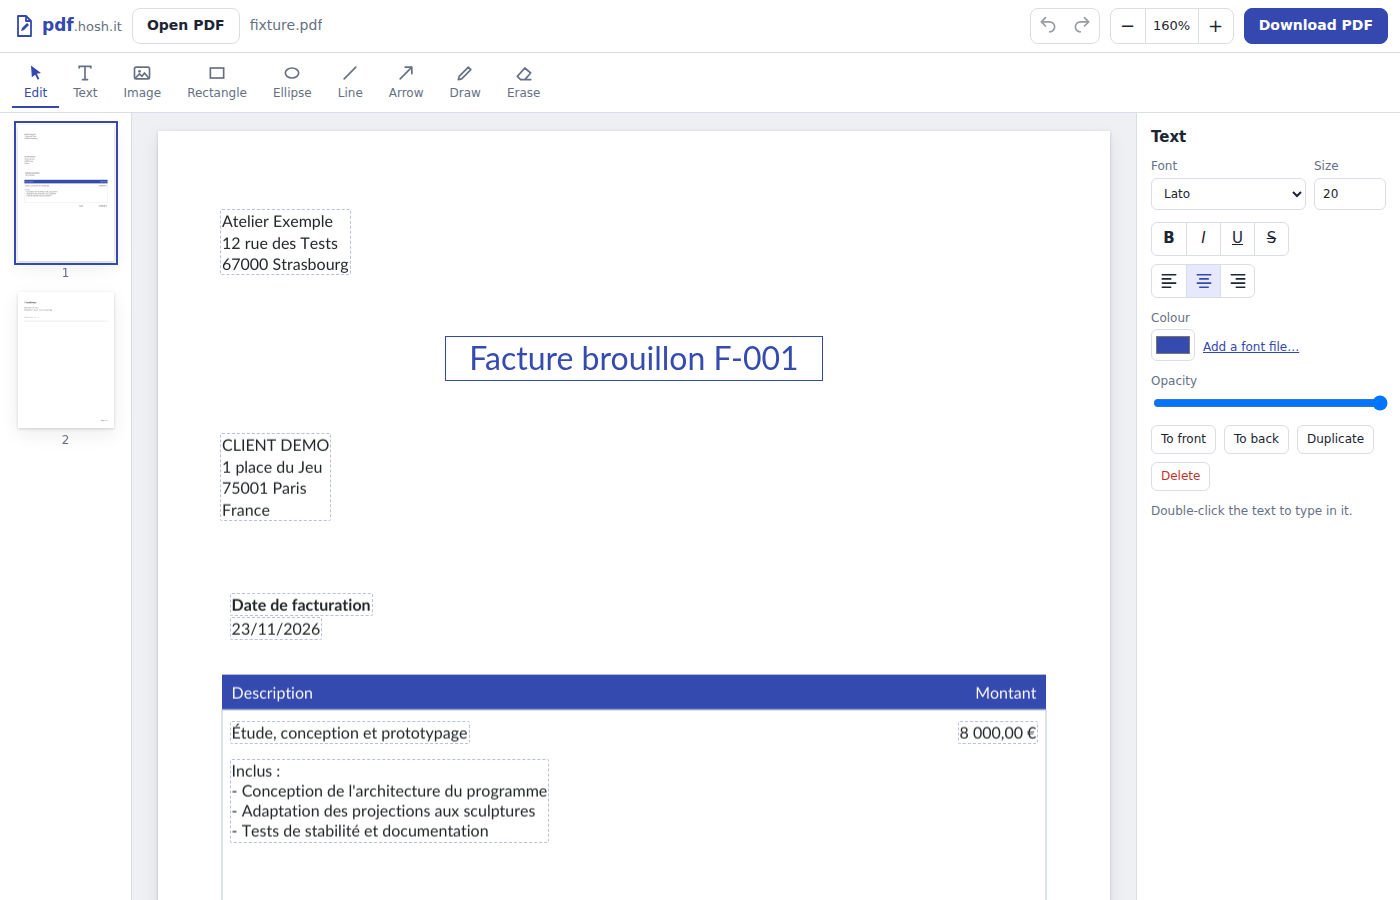 pdf.hosh.it
Open PDF
fixture.pdf
160%
Download PDF
Edit
Text
Image
Rectangle
Ellipse
Line
Arrow
Draw
Erase
1
2
Atelier Exemple
12 rue des Tests
67000 Strasbourg
Facture brouillon F-001
CLIENT DEMO
1 place du Jeu
75001 Paris
France
Date de facturation
23/11/2026
Description Montant
Étude, conception et prototypage 8 000,00 €
Inclus :
- Conception de l'architecture du programme
- Adaptation des projections aux sculptures
- Tests de stabilité et documentation
Text
Font Size
Lato 20
B I U S
Colour
Add a font file...
Opacity
To front To back Duplicate
Delete
Double-click the text to type in it.